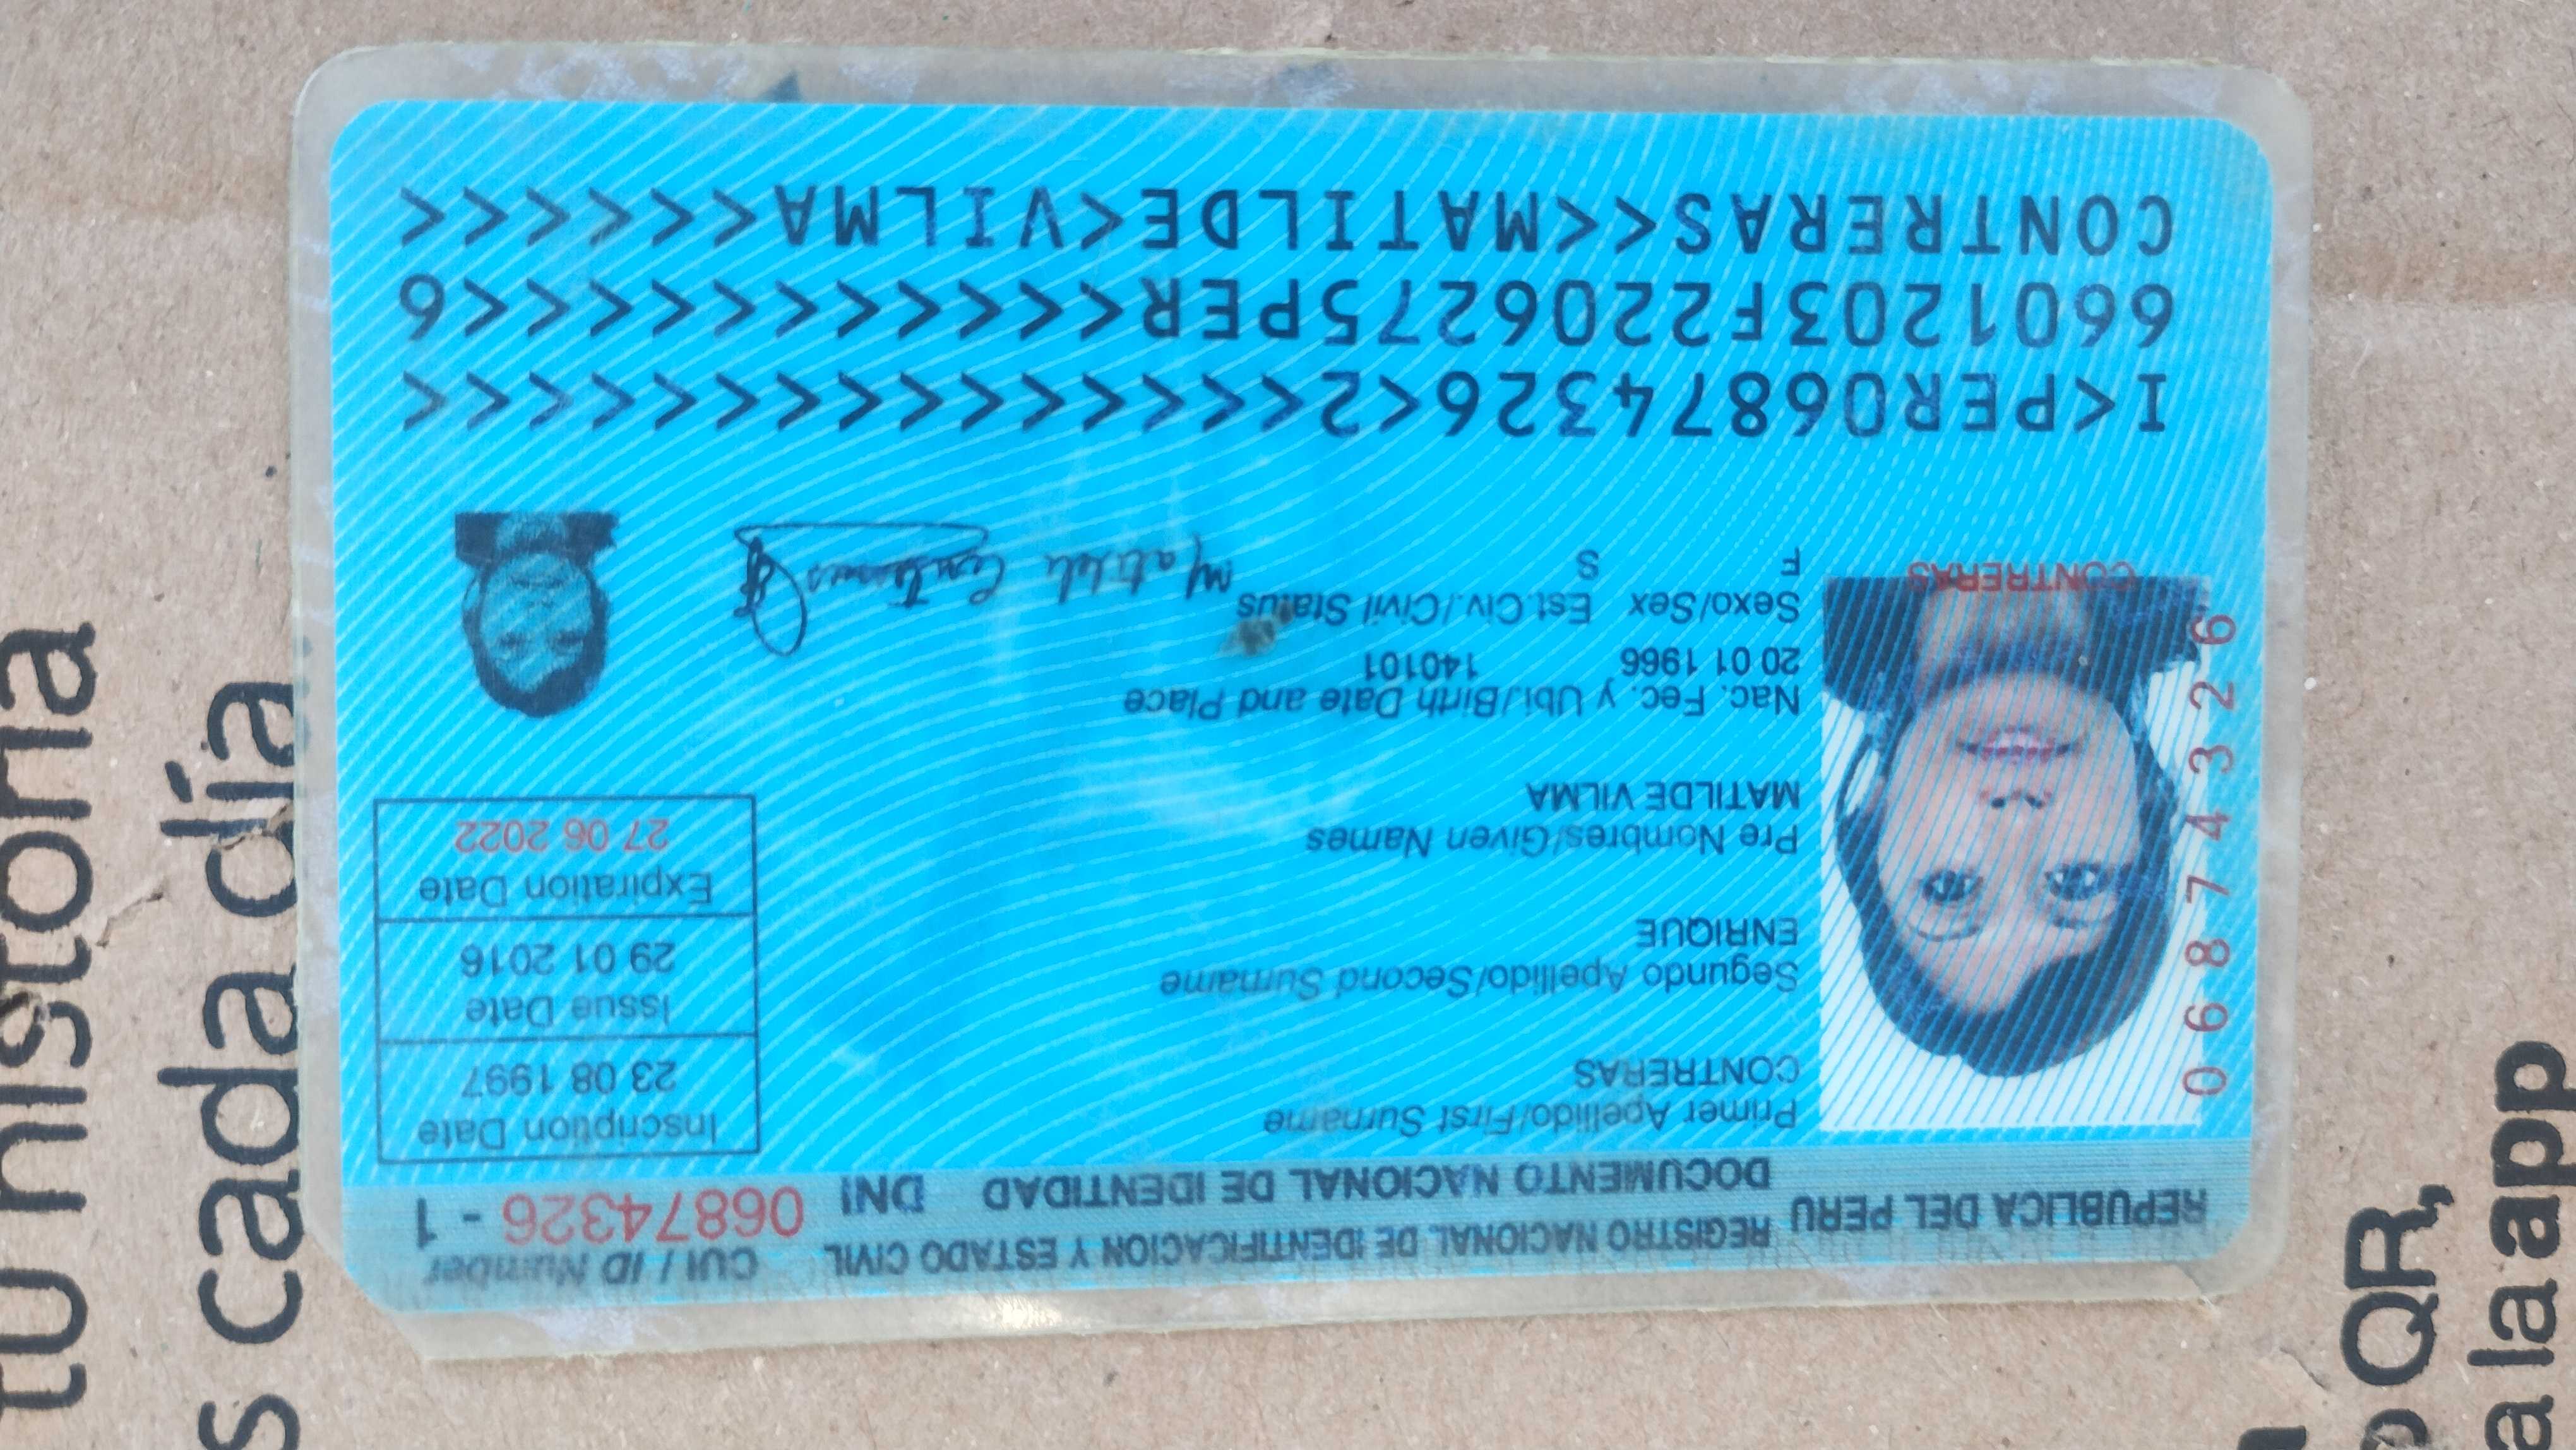 REPUBLICA DEL PERU
REGISTRO NACIONAL DE IDENTIFICACION Y ESTADO CIVIL
DOCUMENTO NACIONAL DE IDENTIDAD DNI
CUI / ID Number
06874326 - 1
Primer Apellido/First Surname
CONTRERAS
Segundo Apellido/Second Surname
ENRIQUE
Pre Nombres/Given Names
MATILDE VILMA
Nac. Fec. y Ubi./Birth Date and Place
20 01 1966 140101
Sexo/Sex Est.Civ./Civil Status
F S
Inscription Date
23 08 1997
Issue Date
29 01 2016
Expiration Date
27 06 2022
06874326
CONTRERAS
Matilde Contreras
I<PER06874326<2<<<<<<<<<<<<<<<
6601203F2206275PER<<<<<<<<<<<6
CONTRERAS<<MATILDE<VILMA<<<<<<
tu historia
s cada día
QR,
a la app